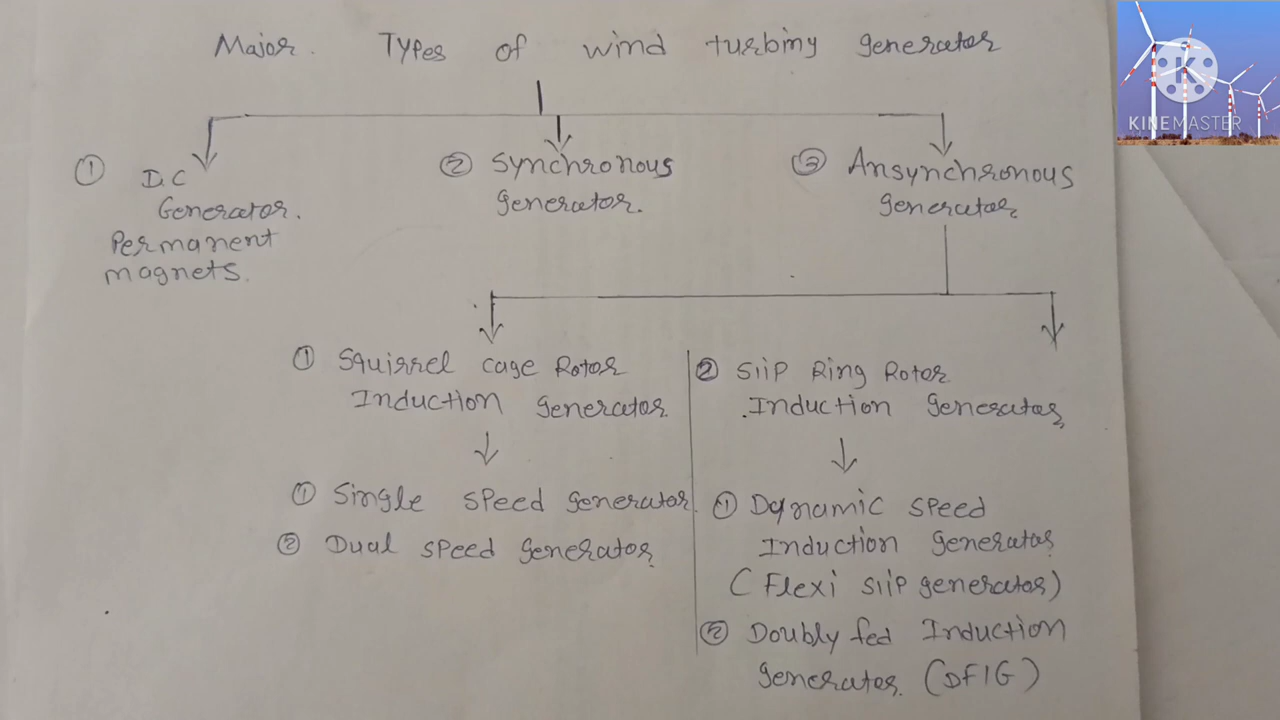 Major. Types of wind turbiny generator
① D.C
Generator.
Permanent
magnets.
② Synchronous
generator.
③ Ansynchronous
generator
① Squirrel cage Rotor
Induction generator
① Single speed generator.
② Dual speed generator
② Slip Ring Rotor
Induction generator
① Dynamic speed
Induction generator
(Flexi slip generator)
② Doubly fed Induction
generator. (DFIG)
KINEMASTER